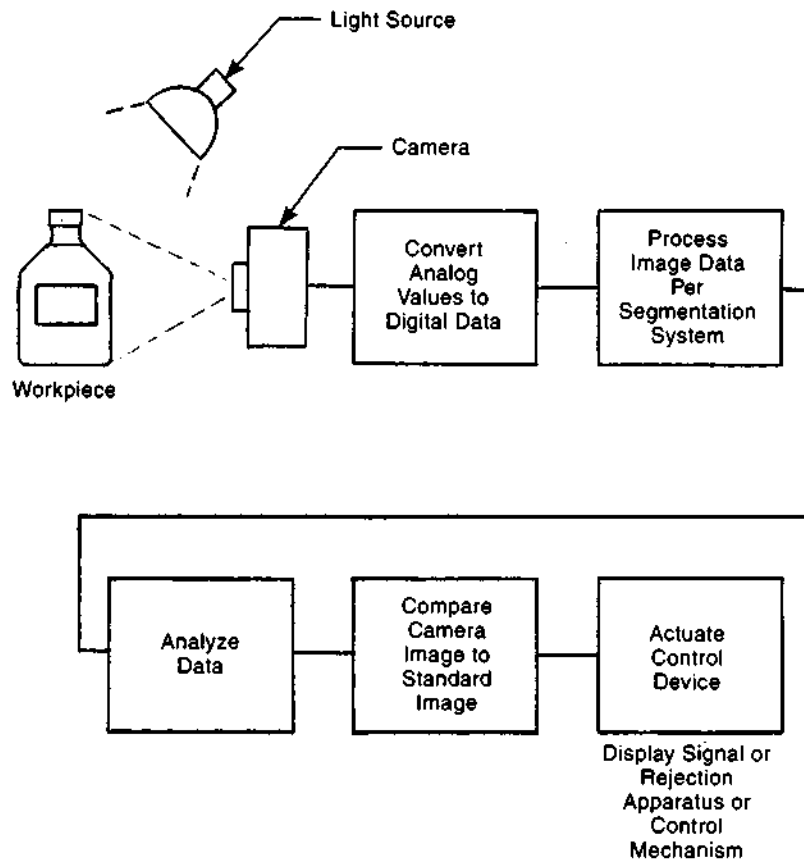 Light Source
Camera
Workpiece
Convert
Analog
Values to
Digital Data
Process
Image Data
Per
Segmentation
System
Analyze
Data
Compare
Camera
Image to
Standard
Image
Actuate
Control
Device
Display Signal or
Rejection
Apparatus or
Control
Mechanism